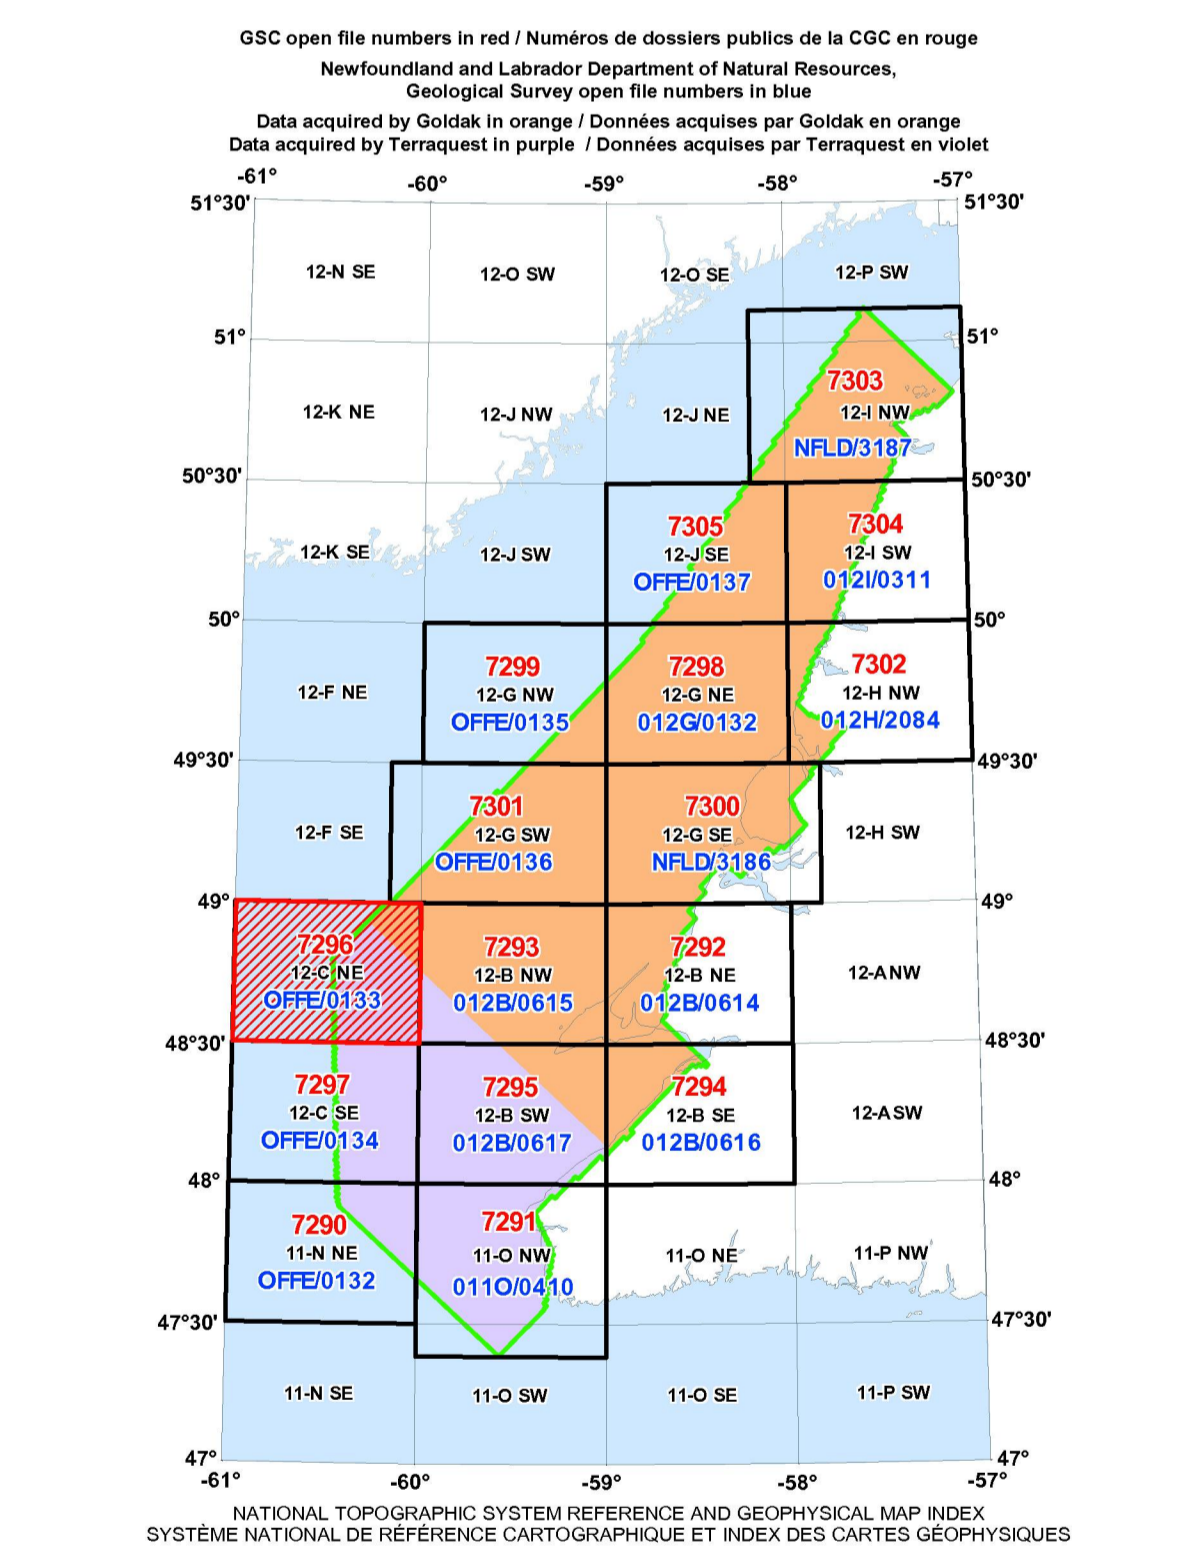 GSC open file numbers in red / Numéros de dossiers publics de la CGC en rouge
Newfoundland and Labrador Department of Natural Resources,
Geological Survey open file numbers in blue
Data acquired by Goldak in orange / Données acquises par Goldak en orange
Data acquired by Terraquest in purple / Données acquises par Terraquest en violet
-61° -60° -59° -58° -57°
51°30' 51°30'
12-N SE 12-O SW 12-O SE 12-P SW
51° 51°
7303
12-K NE 12-J NW 12-J NE 12-I NW
NFLD/3187
50°30' 50°30'
7305 7304
12-K SE 12-J SW 12-J SE 12-I SW
OFFE/0137 012I/0311
50° 50°
7299 7298 7302
12-F NE 12-G NW 12-G NE 12-H NW
OFFE/0135 012G/0132 012H/2084
49°30' 49°30'
7301 7300
12-F SE 12-G SW 12-G SE 12-H SW
OFFE/0136 NFLD/3186
49° 49°
7296 7293 7292
12-C NE 12-B NW 12-B NE 12-A NW
OFFE/0133 012B/0615 012B/0614
48°30' 48°30'
7297 7295 7294
12-C SE 12-B SW 12-B SE 12-A SW
OFFE/0134 012B/0617 012B/0616
48° 48°
7290 7291
11-N NE 11-O NW 11-O NE 11-P NW
OFFE/0132 011O/0410
47°30' 47°30'
11-N SE 11-O SW 11-O SE 11-P SW
47° 47°
-61° -60° -59° -58° -57°
NATIONAL TOPOGRAPHIC SYSTEM REFERENCE AND GEOPHYSICAL MAP INDEX
SYSTÈME NATIONAL DE RÉFÉRENCE CARTOGRAPHIQUE ET INDEX DES CARTES GÉOPHYSIQUES